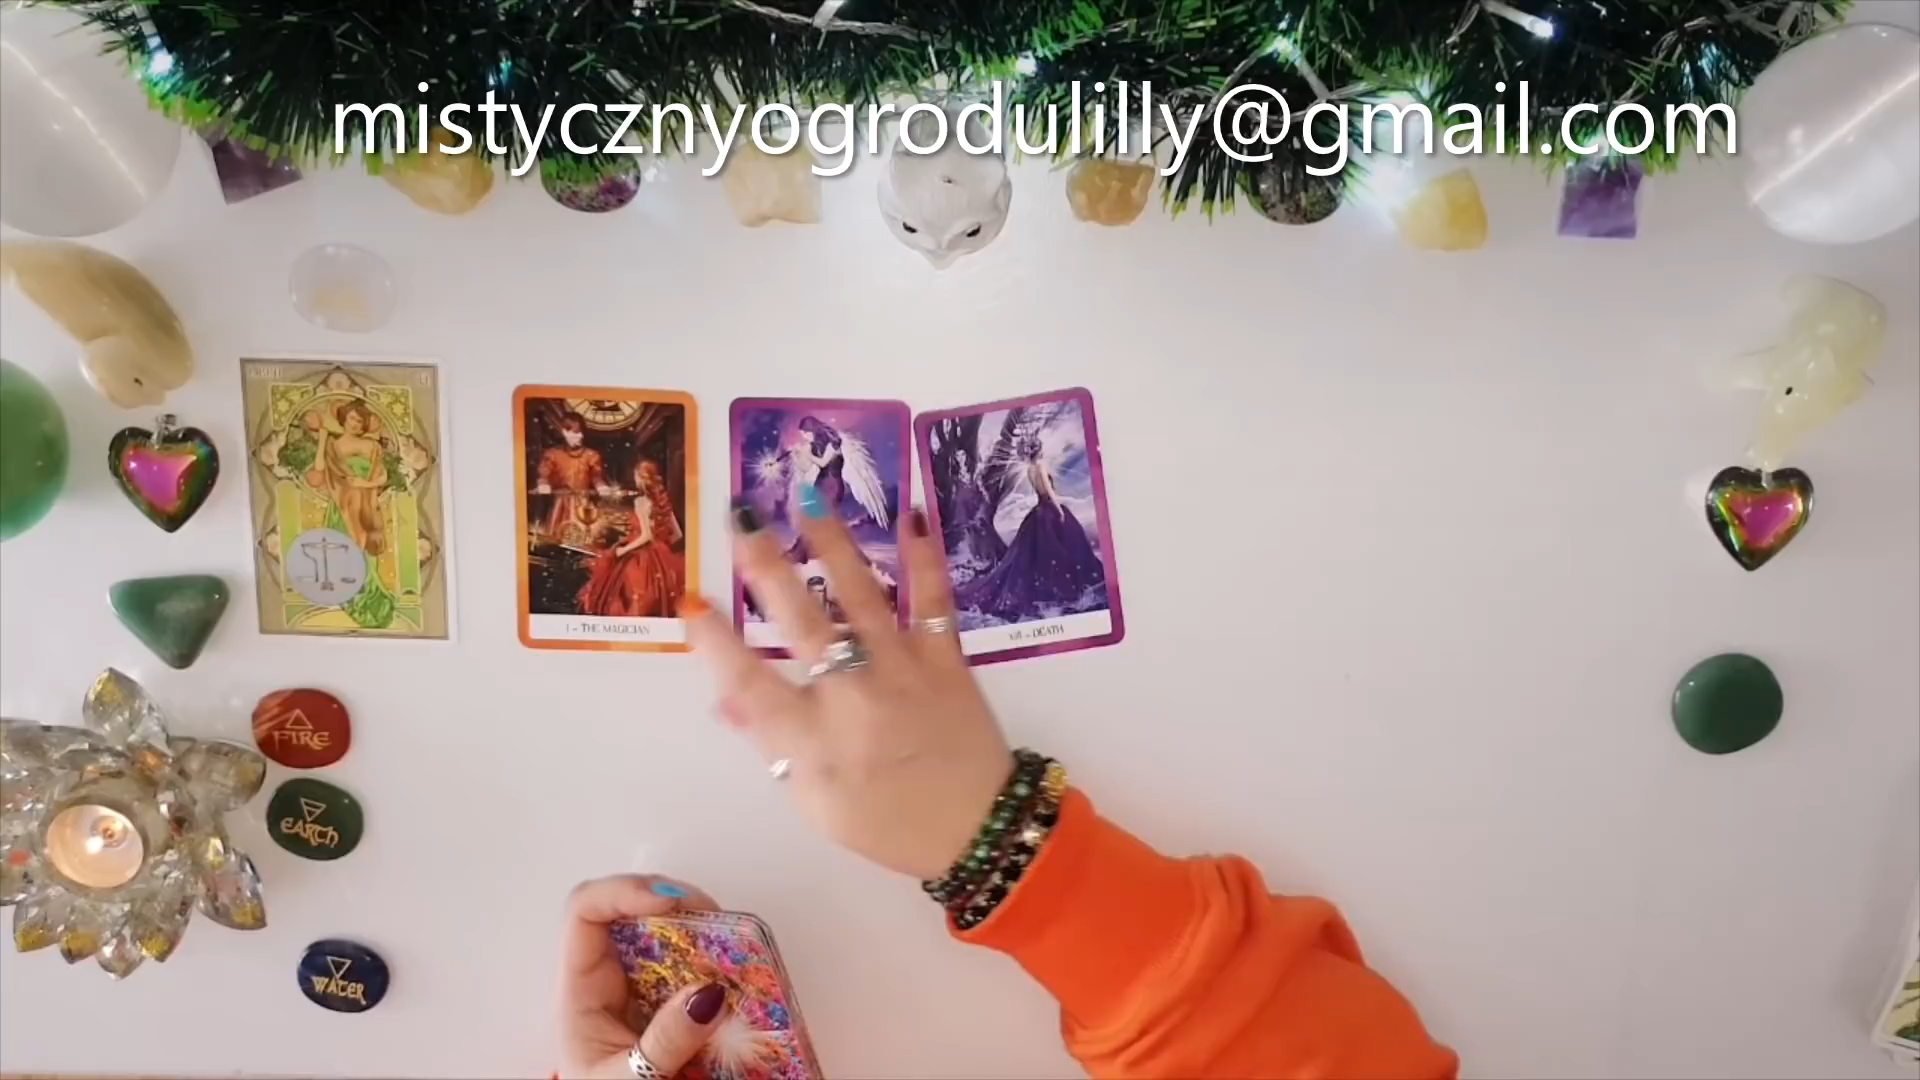 mistycznyogrodulilly@gmail.com
I - THE MAGICIAN
XIII - DEATH
FIRE
EARTH
WATER